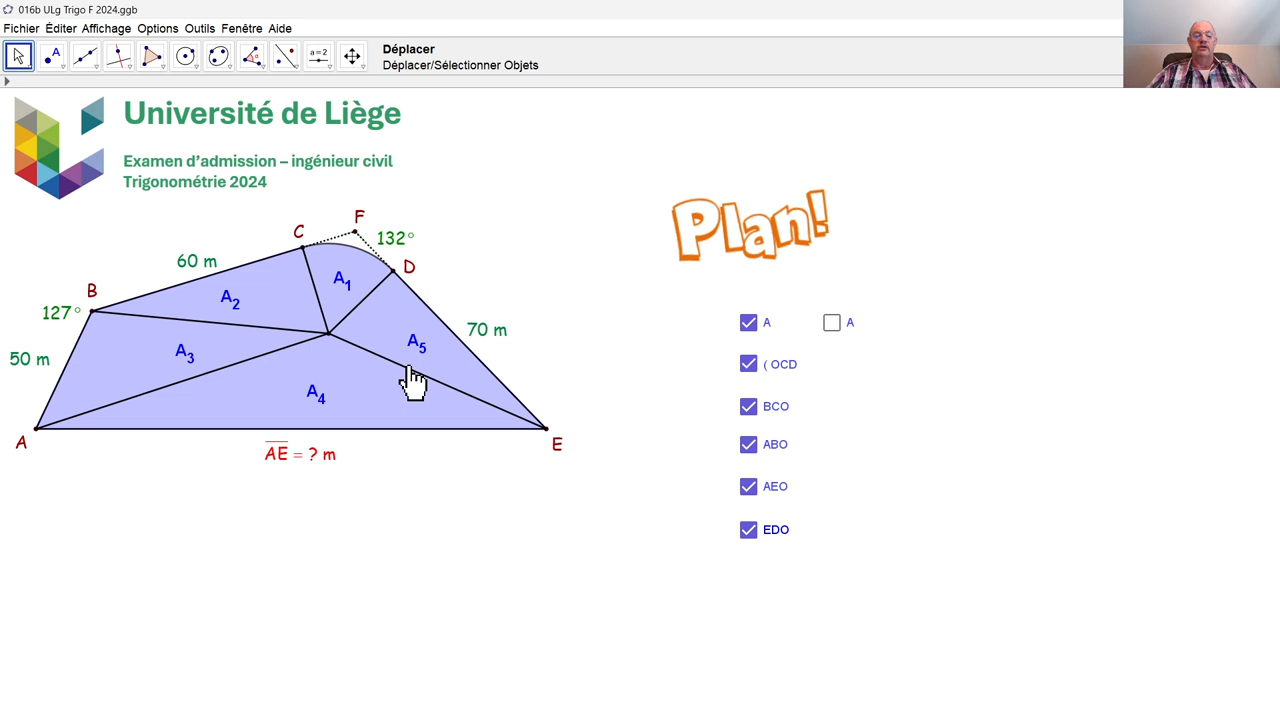 016b ULg Trigo F 2024.ggb
Fichier Éditer Affichage Options Outils Fenêtre Aide
A
a=2
Déplacer
Déplacer/Sélectionner Objets
Université de Liège
Examen d'admission – ingénieur civil
Trigonométrie 2024
Plan!
F
C
132°
60 m
D
A1
B
A2
127°
70 m
A5
A3
50 m
A4
A
E
AE = ? m
A
A
( OCD
BCO
ABO
AEO
EDO